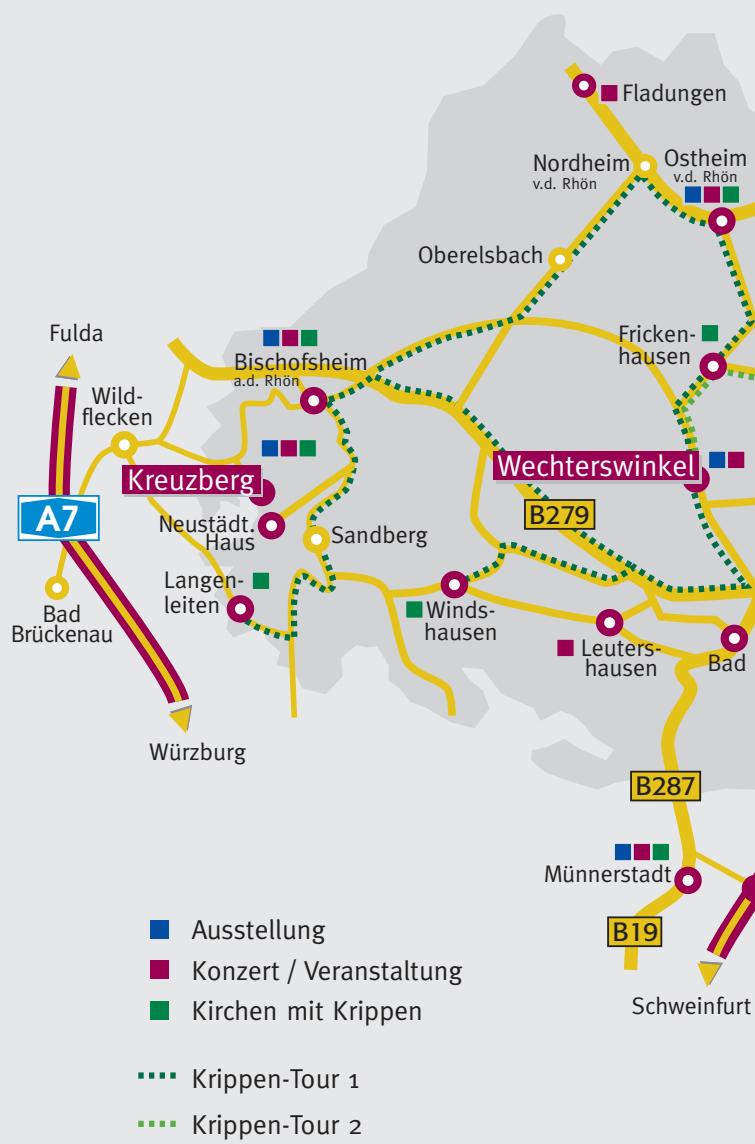 Fladungen
Nordheim
v.d. Rhön
Ostheim
v.d. Rhön
Oberelsbach
Fricken-
hausen
Fulda
Bischofsheim
a.d. Rhön
Wild-
flecken
Kreuzberg
Wechterswinkel
A7
B279
Neustädt.
Haus
Sandberg
Langen-
leiten
Bad
Brückenau
Winds-
hausen
Leuters-
hausen
Bad
Würzburg
B287
Münnerstadt
B19
Schweinfurt
Ausstellung
Konzert / Veranstaltung
Kirchen mit Krippen
Krippen-Tour 1
Krippen-Tour 2